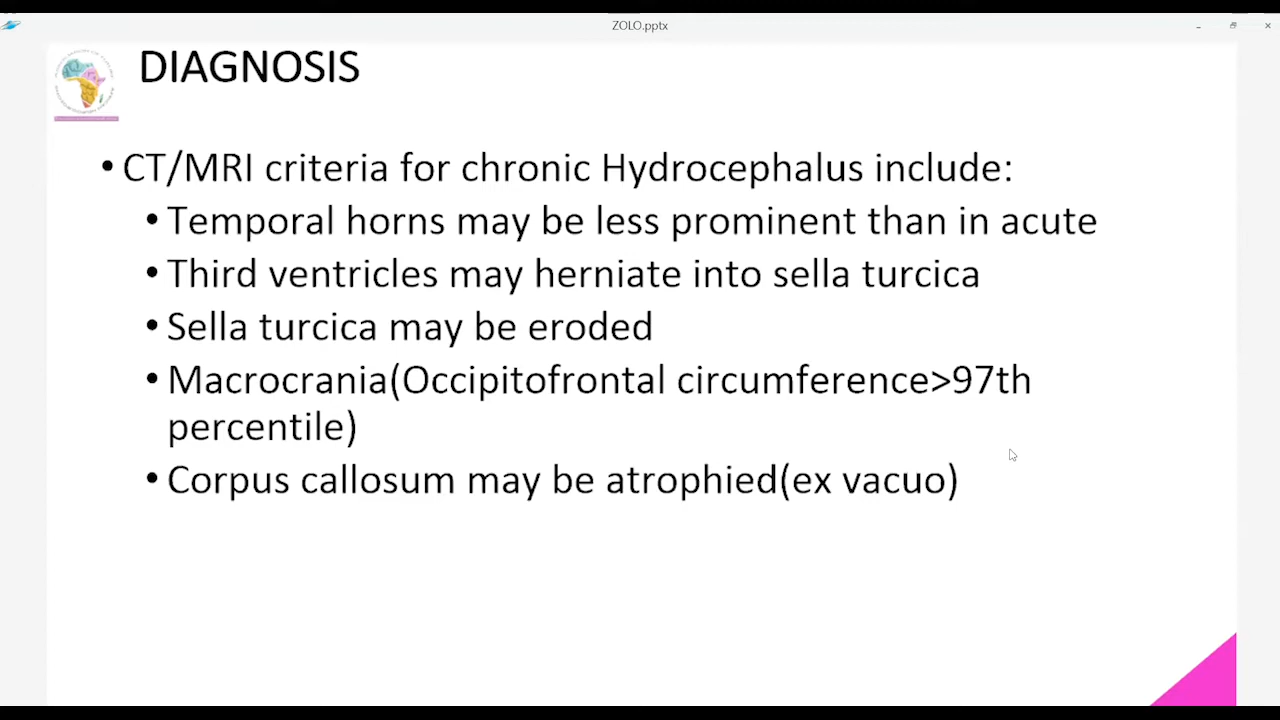 ZOLO.pptx
DIAGNOSIS
• CT/MRI criteria for chronic Hydrocephalus include:
• Temporal horns may be less prominent than in acute
• Third ventricles may herniate into sella turcica
• Sella turcica may be eroded
• Macrocrania(Occipitofrontal circumference>97th
percentile)
• Corpus callosum may be atrophied(ex vacuo)